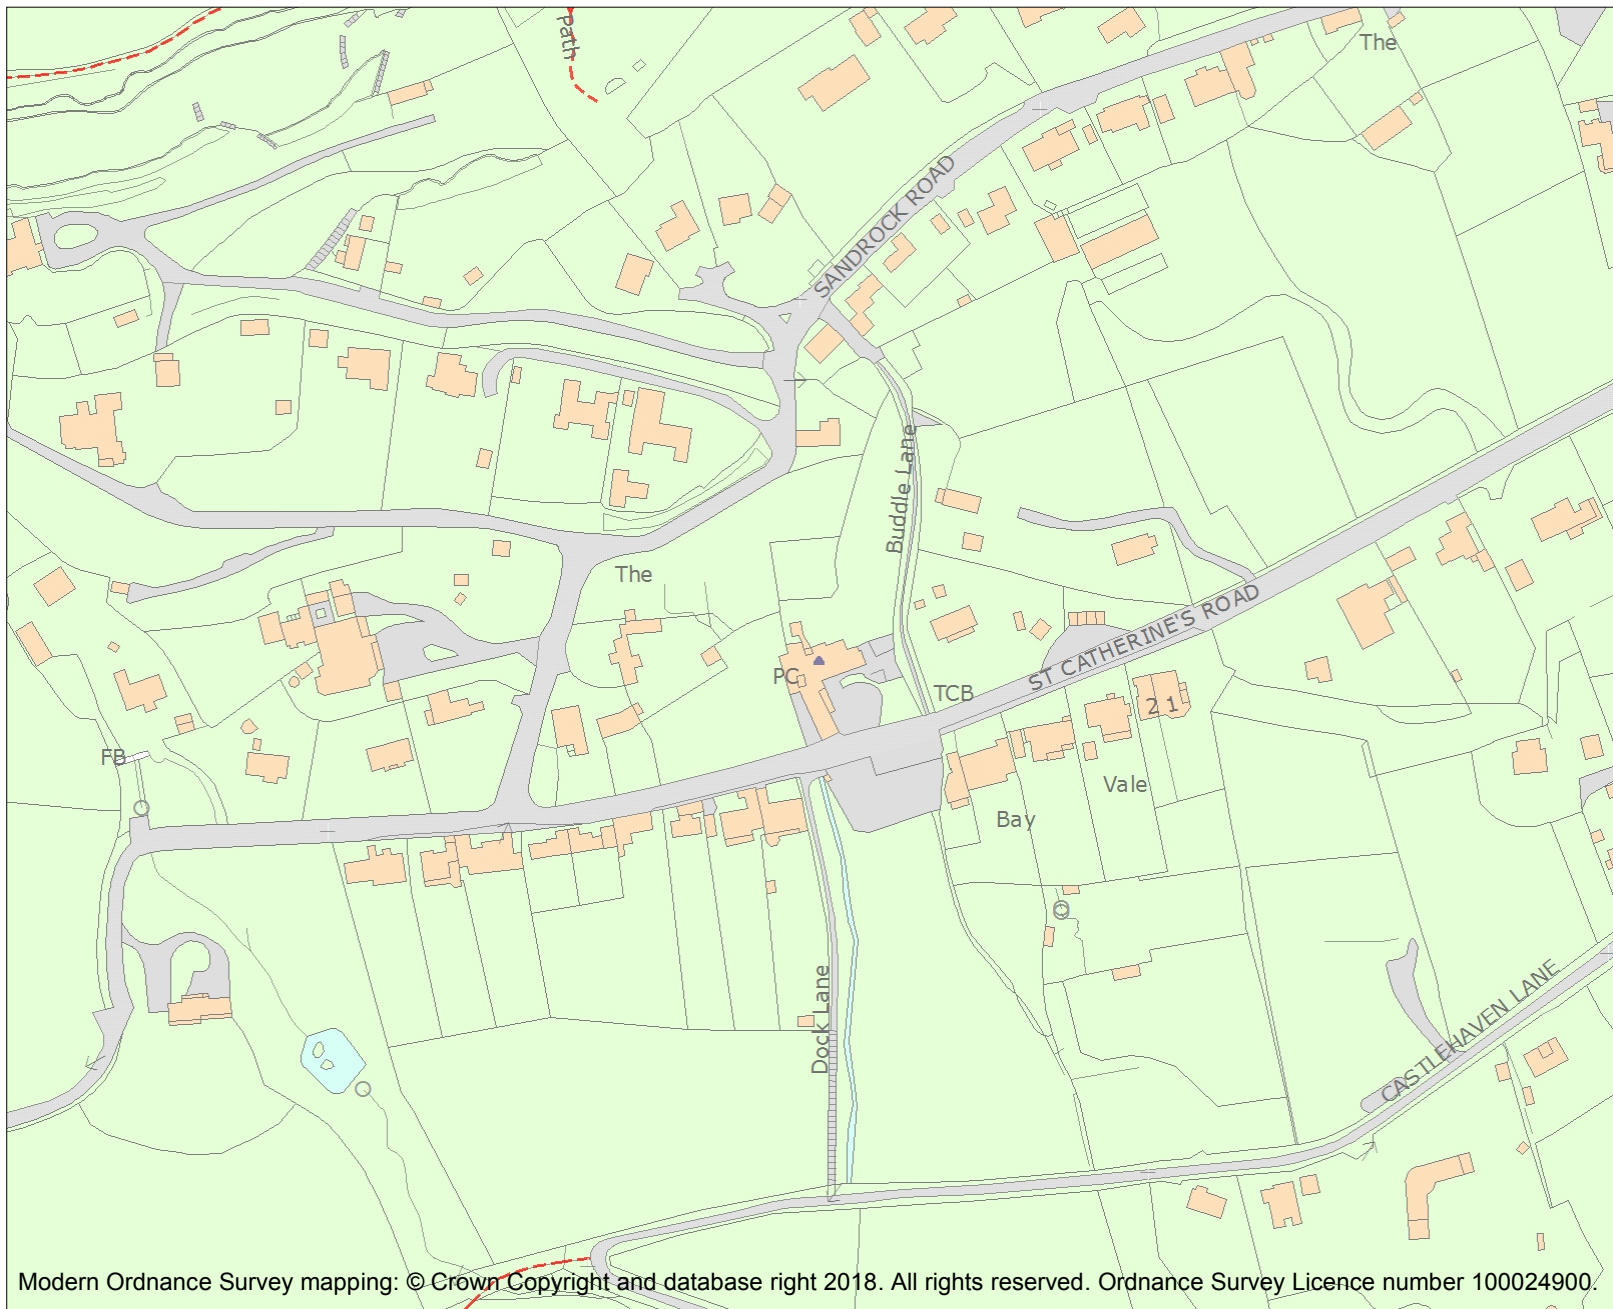 Path
The
SANDROCK ROAD
Buddle Lane
The
ST CATHERINE'S ROAD
PC
TCB
2 1
FB
Vale
Bay
Dock Lane
CASTLEHAVEN LANE
Modern Ordnance Survey mapping: © Crown Copyright and database right 2018. All rights reserved. Ordnance Survey Licence number 100024900.